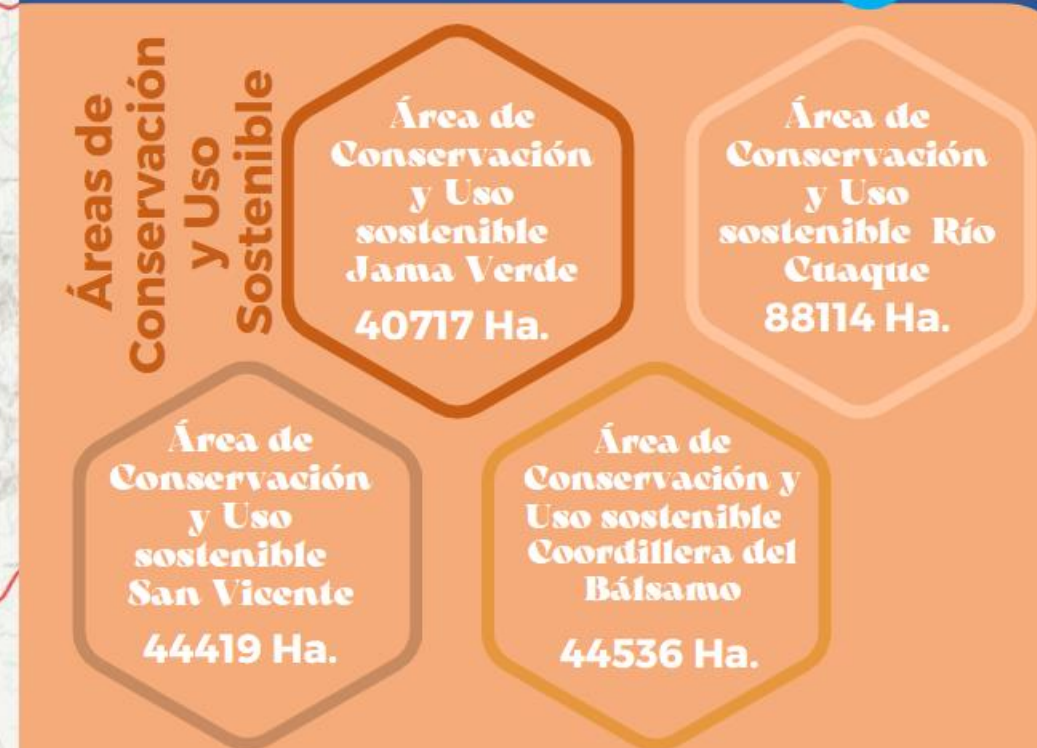 Áreas de
Conservación
y Uso
Sostenible
Área de
Conservación
y Uso
sostenible
Jama Verde
40717 Ha.
Área de
Conservación
y Uso
sostenible Río
Cuaque
88114 Ha.
Área de
Conservación
y Uso
sostenible
San Vicente
44419 Ha.
Área de
Conservación y
Uso sostenible
Coordillera del
Bálsamo
44536 Ha.